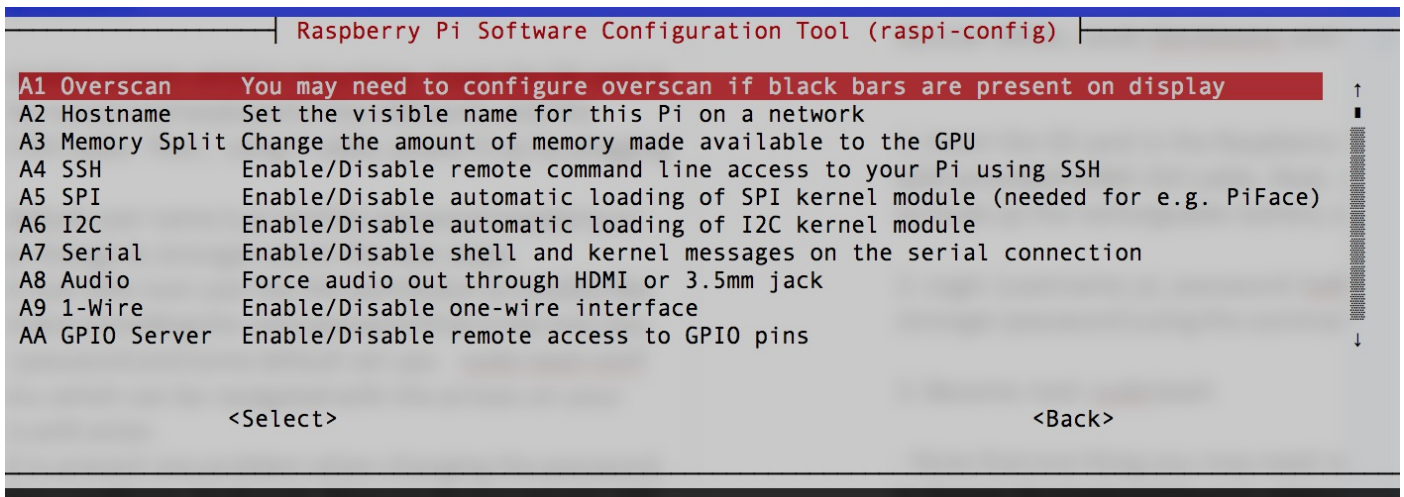 Raspberry Pi Software Configuration Tool (raspi-config)
A1 Overscan You may need to configure overscan if black bars are present on display
A2 Hostname Set the visible name for this Pi on a network
A3 Memory Split Change the amount of memory made available to the GPU
A4 SSH Enable/Disable remote command line access to your Pi using SSH
A5 SPI Enable/Disable automatic loading of SPI kernel module (needed for e.g. PiFace)
A6 I2C Enable/Disable automatic loading of I2C kernel module
A7 Serial Enable/Disable shell and kernel messages on the serial connection
A8 Audio Force audio out through HDMI or 3.5mm jack
A9 1-Wire Enable/Disable one-wire interface
AA GPIO Server Enable/Disable remote access to GPIO pins
<Select> <Back>